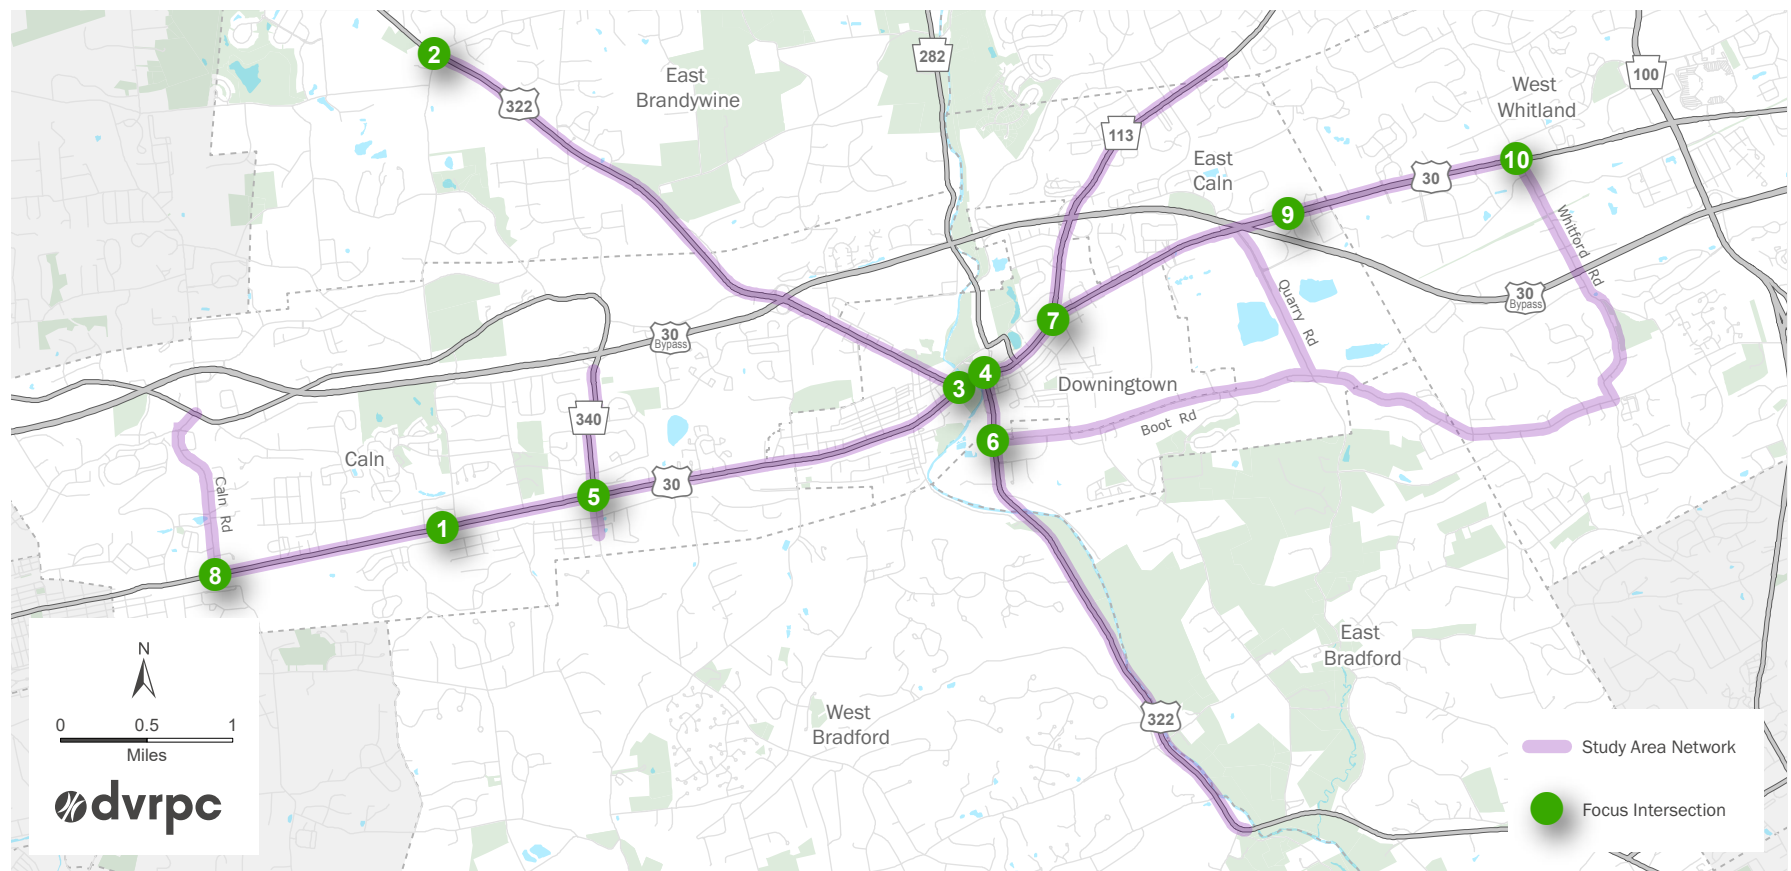 2
322
East
Brandywine
282
113
100
West
Whitland
10
East
Caln
30
9
Whitford Rd
Quarry Rd
30
Bypass
30
Bypass
7
4
3
Downingtown
340
Boot Rd
6
Caln
30
5
Caln Rd
1
8
East
Bradford
West
Bradford
322
N
0 0.5 1
Miles
dvrpc
Study Area Network
Focus Intersection